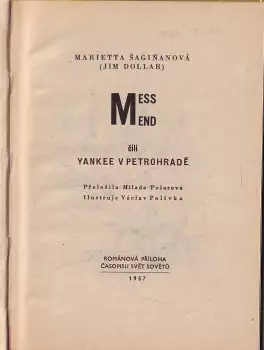 MARIETTA ŠAGIŇANOVÁ
(JIM DOLLAR)
MESS
MEND
čili
YANKEE V PETROHRADĚ
Přeložila Milada Pojarová
Ilustruje Václav Polívka
ROMÁNOVÁ PŘÍLOHA
ČASOPISU SVĚT SOVĚTŮ
1957